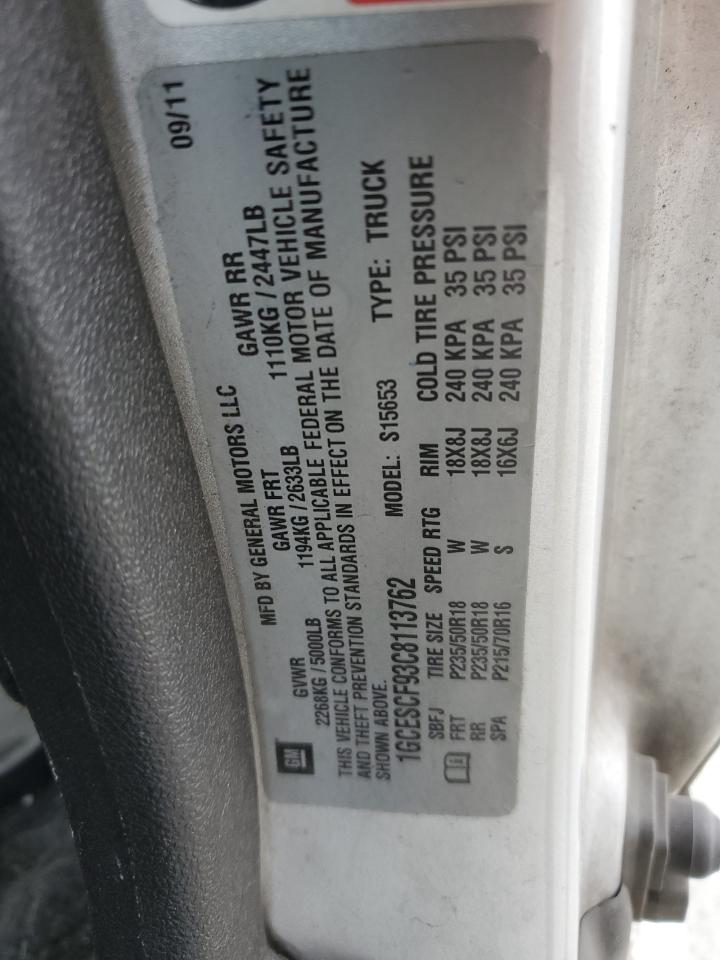 09/11
MFD BY GENERAL MOTORS LLC
GM
GVWR GAWR FRT GAWR RR
2268KG/5000LB 1194KG/2633LB 1110KG/2447LB
THIS VEHICLE CONFORMS TO ALL APPLICABLE FEDERAL MOTOR VEHICLE SAFETY
AND THEFT PREVENTION STANDARDS IN EFFECT ON THE DATE OF MANUFACTURE
SHOWN ABOVE.
1GCESCF93C8113762 MODEL: S15653 TYPE: TRUCK
SBFJ TIRE SIZE SPEED RTG RIM COLD TIRE PRESSURE
FRT P235/50R18 W 18X8J 240 KPA 35 PSI
RR P235/50R18 W 18X8J 240 KPA 35 PSI
SPA P215/70R16 S 16X6J 240 KPA 35 PSI